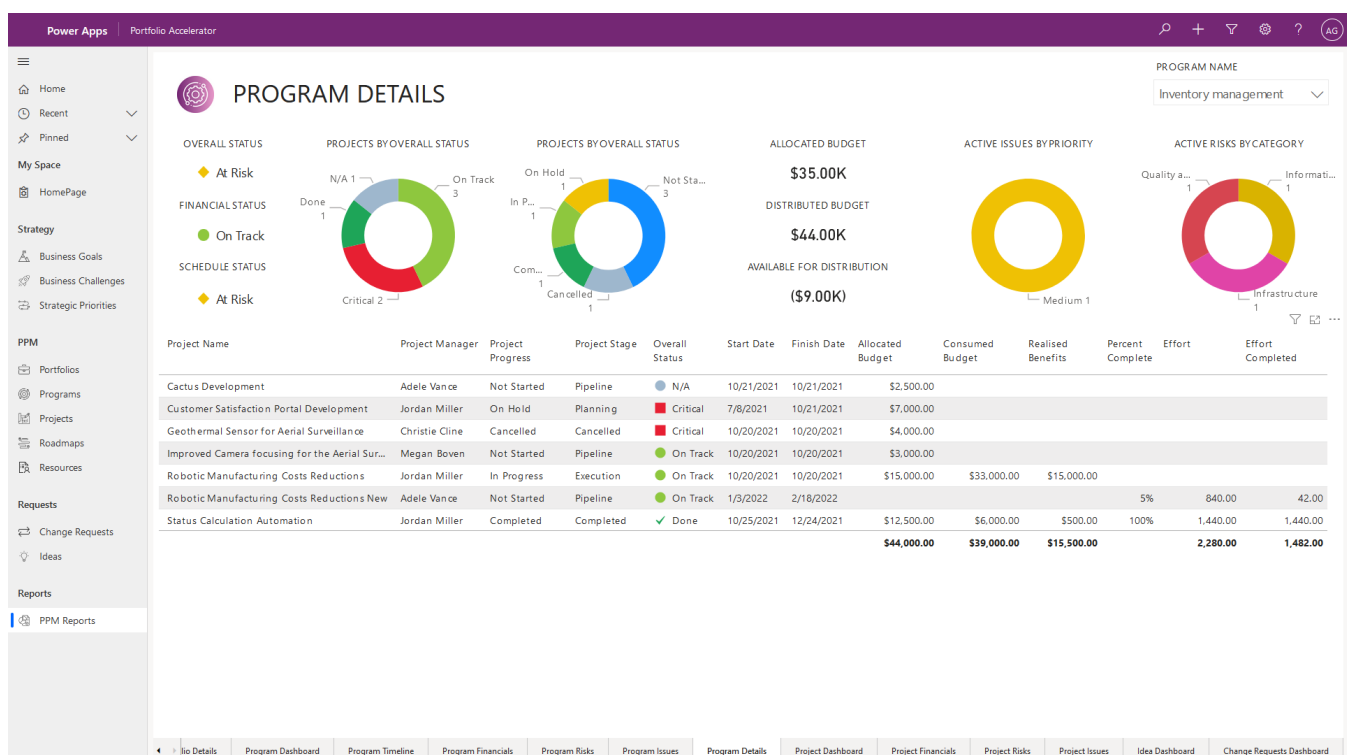 Power Apps Portfolio Accelerator AG
Home
Recent
Pinned
My Space
HomePage
Strategy
Business Goals
Business Challenges
Strategic Priorities
PPM
Portfolios
Programs
Projects
Roadmaps
Resources
Requests
Change Requests
Ideas
Reports
PPM Reports
PROGRAM DETAILS
PROGRAM NAME
Inventory management
OVERALL STATUS
At Risk
FINANCIAL STATUS
On Track
SCHEDULE STATUS
At Risk
PROJECTS BY OVERALL STATUS
N/A 1
On Track
3
Done
1
Critical 2
PROJECTS BY OVERALL STATUS
On Hold
1
Not Sta...
3
In P...
1
Com...
1
Cancelled
1
ALLOCATED BUDGET
$35.00K
DISTRIBUTED BUDGET
$44.00K
AVAILABLE FOR DISTRIBUTION
($9.00K)
ACTIVE ISSUES BY PRIORITY
Medium 1
ACTIVE RISKS BY CATEGORY
Quality a...
1
Informati...
1
Infrastructure
1
Project Name Project Manager Project Progress Project Stage Overall Status Start Date Finish Date Allocated Budget Consumed Budget Realised Benefits Percent Complete Effort Effort Completed
Cactus Development Adele Vance Not Started Pipeline N/A 10/21/2021 10/21/2021 $2,500.00
Customer Satisfaction Portal Development Jordan Miller On Hold Planning Critical 7/8/2021 10/21/2021 $7,000.00
Geothermal Sensor for Aerial Surveillance Christie Cline Cancelled Cancelled Critical 10/20/2021 10/20/2021 $4,000.00
Improved Camera focusing for the Aerial Sur... Megan Boven Not Started Pipeline On Track 10/20/2021 10/20/2021 $3,000.00
Robotic Manufacturing Costs Reductions Jordan Miller In Progress Execution On Track 10/20/2021 10/20/2021 $15,000.00 $33,000.00 $15,000.00
Robotic Manufacturing Costs Reductions New Adele Vance Not Started Pipeline On Track 1/3/2022 2/18/2022 5% 840.00 42.00
Status Calculation Automation Jordan Miller Completed Completed Done 10/25/2021 12/24/2021 $12,500.00 $6,000.00 $500.00 100% 1,440.00 1,440.00
$44,000.00 $39,000.00 $15,500.00 2,280.00 1,482.00
lio Details Program Dashboard Program Timeline Program Financials Program Risks Program Issues Program Details Project Dashboard Project Financials Project Risks Project Issues Idea Dashboard Change Requests Dashboard